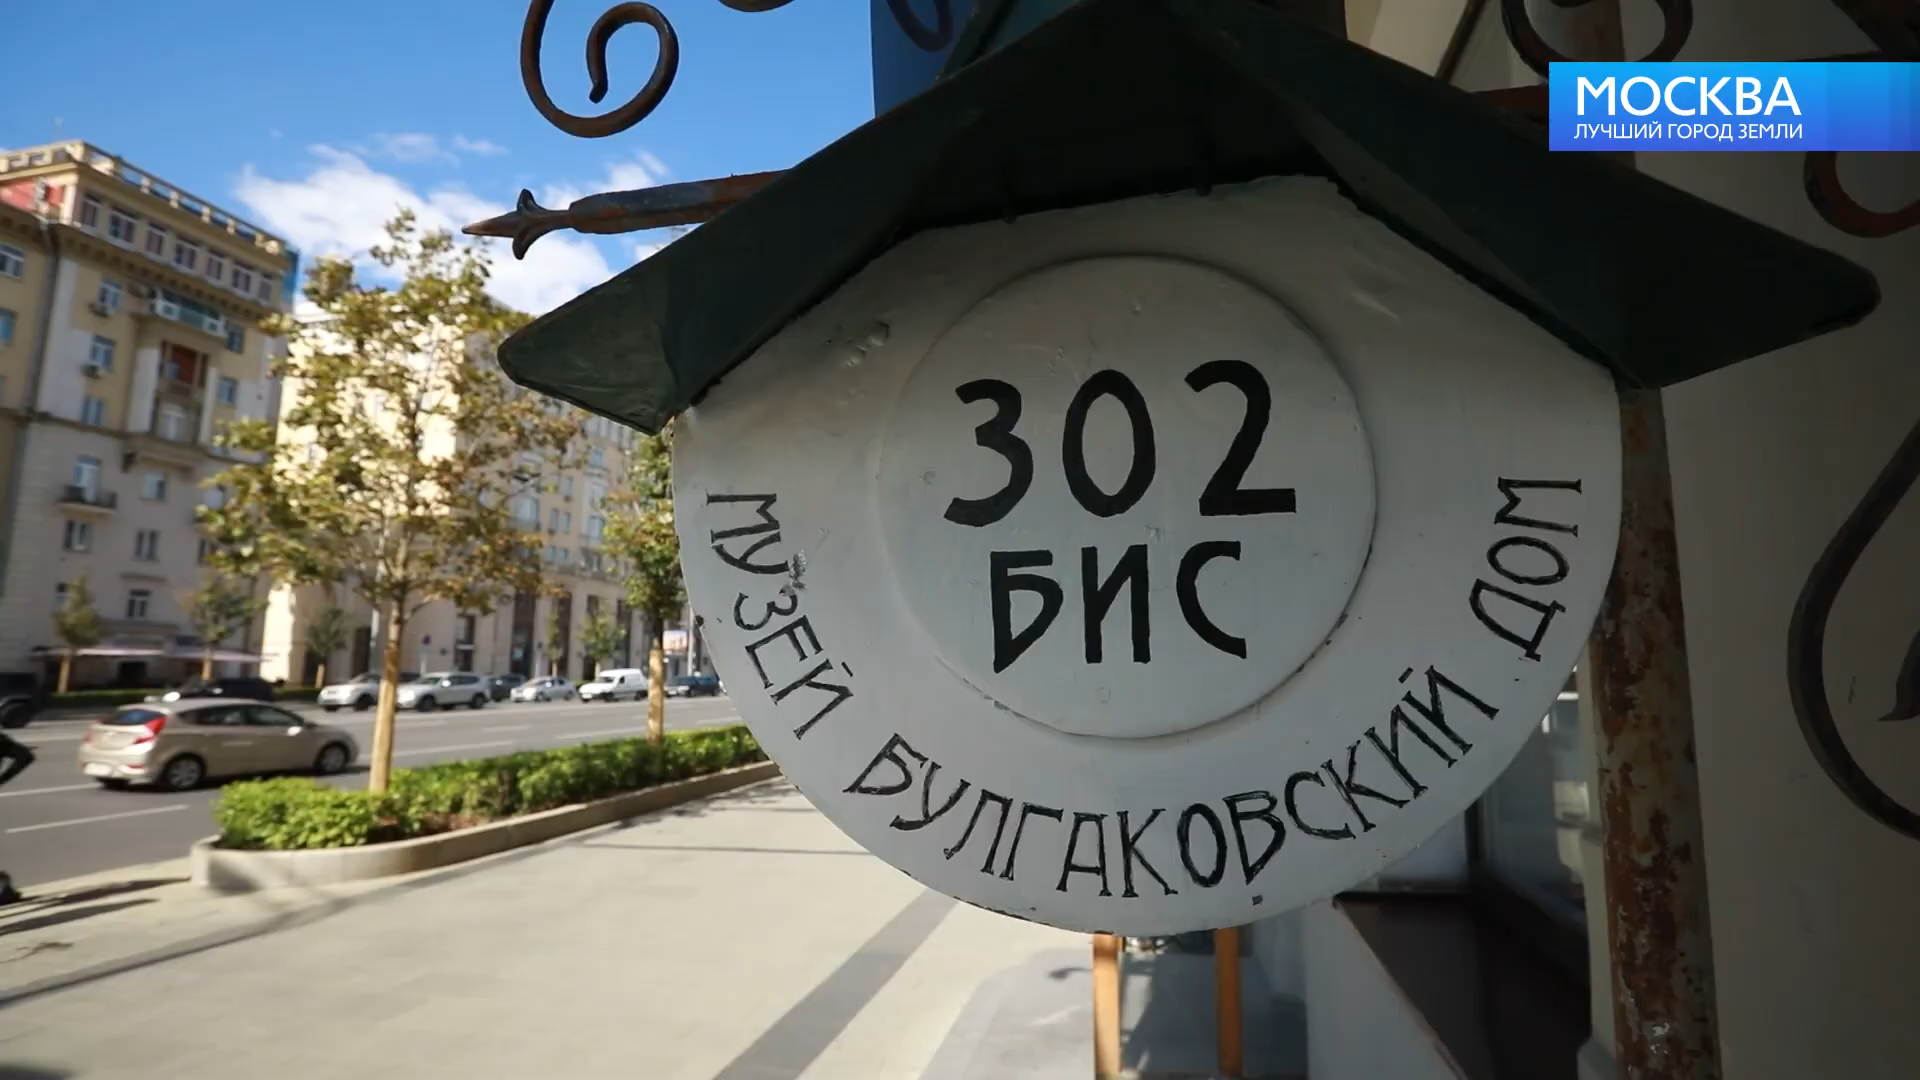 МОСКВА
ЛУЧШИЙ ГОРОД ЗЕМЛИ
302
БИС
МУЗЕЙ БУЛГАКОВСКИЙ ДОМ